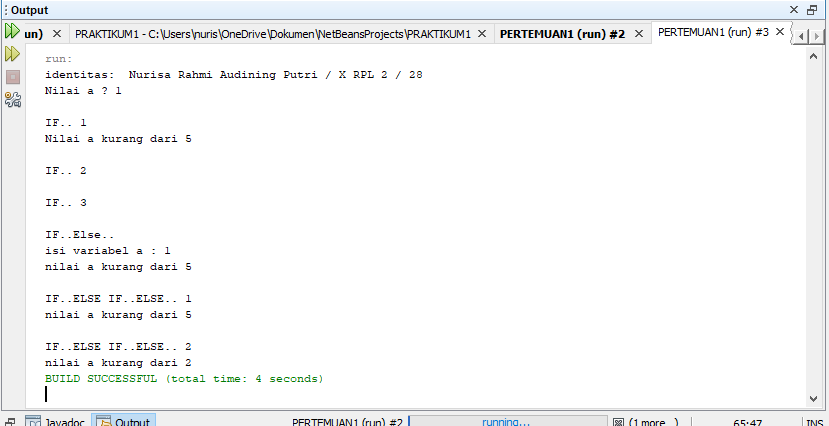 Output
un)
PRAKTIKUM1 - C:\Users\nuris\OneDrive\Dokumen\NetBeansProjects\PRAKTIKUM1
PERTEMUAN1 (run) #2
PERTEMUAN1 (run) #3
run:
identitas:  Nurisa Rahmi Audining Putri / X RPL 2 / 28
Nilai a ? 1
IF.. 1
Nilai a kurang dari 5
IF.. 2
IF.. 3
IF..Else..
isi variabel a : 1
nilai a kurang dari 5
IF..ELSE IF..ELSE.. 1
nilai a kurang dari 5
IF..ELSE IF..ELSE.. 2
nilai a kurang dari 2
BUILD SUCCESSFUL (total time: 4 seconds)
Javadoc
Output
PERTEMUAN1 (run) #2
running...
(1 more...)
65:47
INS